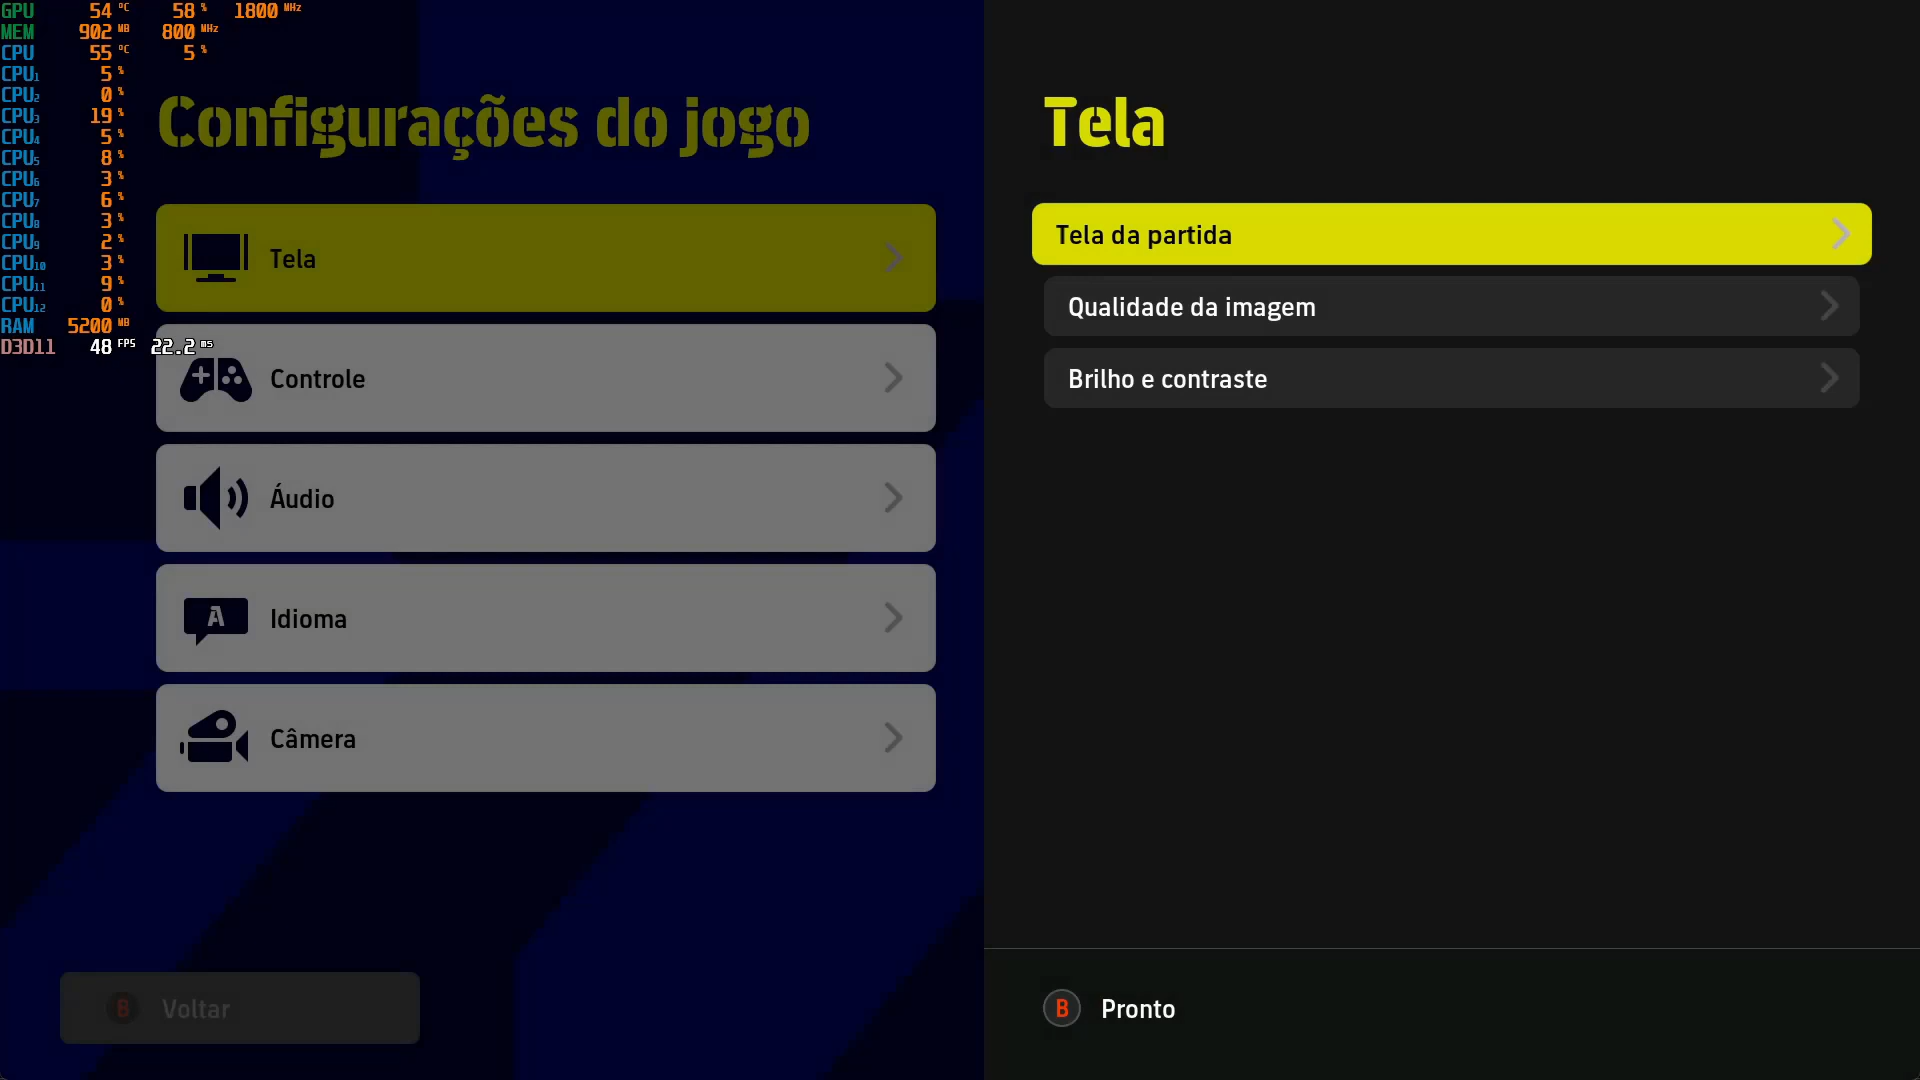 GPU 54 °C 58 % 1800 MHz
MEM 902 MB 800 MHz
CPU 55 °C 5 %
CPU1 5 %
CPU2 0 %
CPU3 19 %
CPU4 5 %
CPU5 8 %
CPU6 3 %
CPU7 6 %
CPU8 3 %
CPU9 2 %
CPU10 3 %
CPU11 9 %
CPU12 0 %
RAM 5200 MB
D3D11 48 FPS 22.2 ms
Configurações do jogo
Tela
Controle
Áudio
A Idioma
Câmera
B Voltar
Tela
Tela da partida
Qualidade da imagem
Brilho e contraste
B Pronto